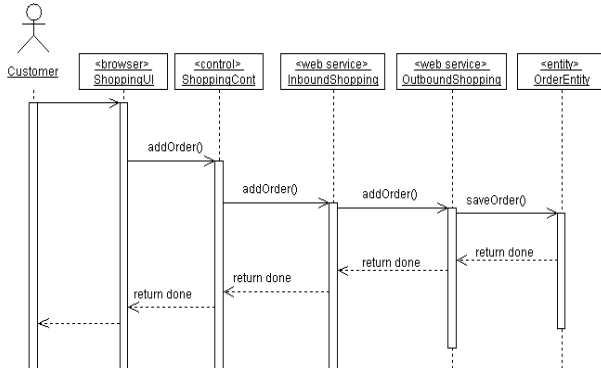 Customer
<browser>
ShoppingUI
<control>
ShoppingCont
<web service>
InboundShopping
<web service>
OutboundShopping
<entity>
OrderEntity
addOrder()
addOrder()
addOrder()
saveOrder()
return done
return done
return done
return done